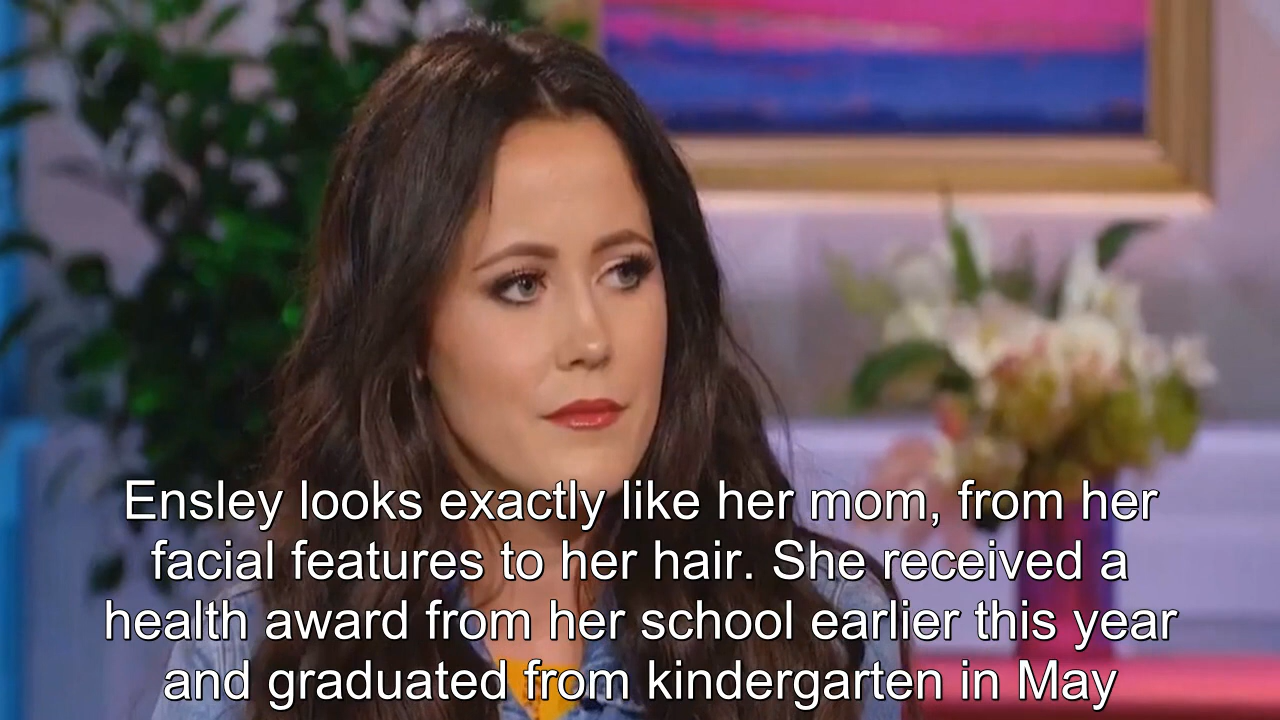 Ensley looks exactly like her mom, from her
facial features to her hair. She received a
health award from her school earlier this year
and graduated from kindergarten in May